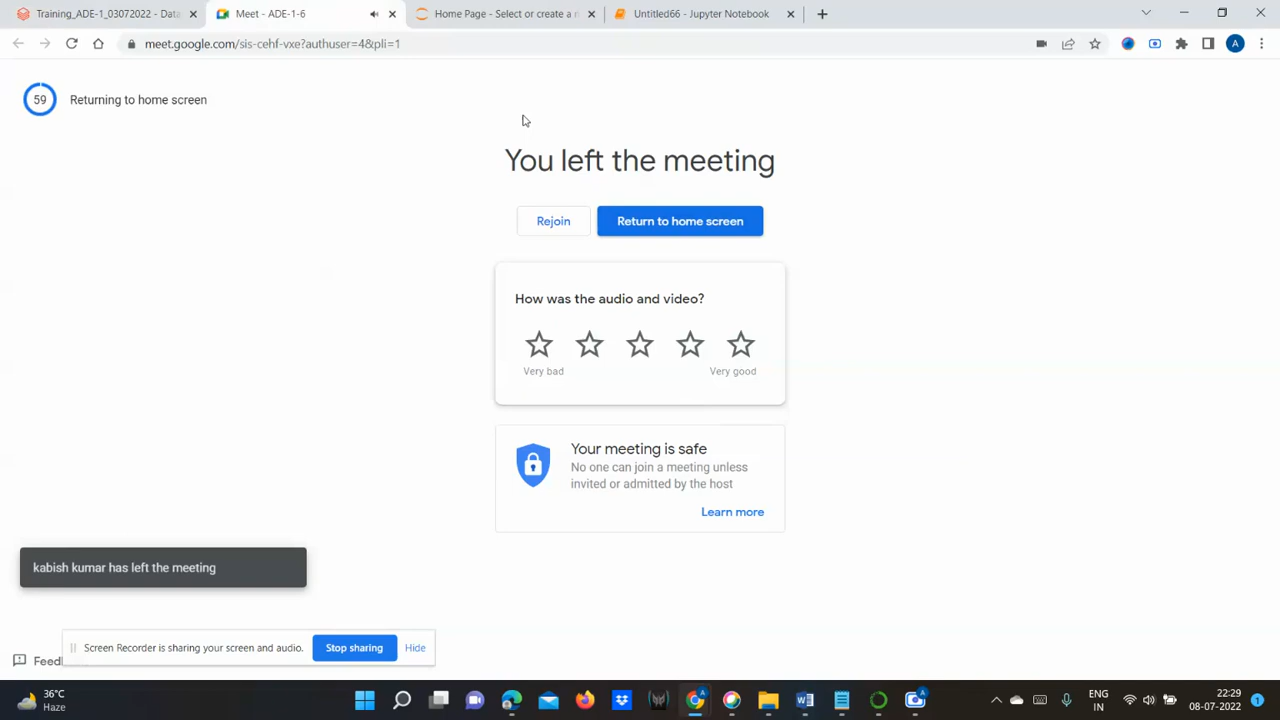 Training_ADE-1_03072022 - Data
Meet - ADE-1-6
Home Page - Select or create a n
Untitled66 - Jupyter Notebook
meet.google.com/sis-cehf-vxe?authuser=4&pli=1
A
59
Returning to home screen
You left the meeting
Rejoin
Return to home screen
How was the audio and video?
Very bad
Very good
Your meeting is safe
No one can join a meeting unless
invited or admitted by the host
Learn more
kabish kumar has left the meeting
Screen Recorder is sharing your screen and audio.
Stop sharing
Hide
36°C
Haze
ENG
IN
22:29
08-07-2022
1